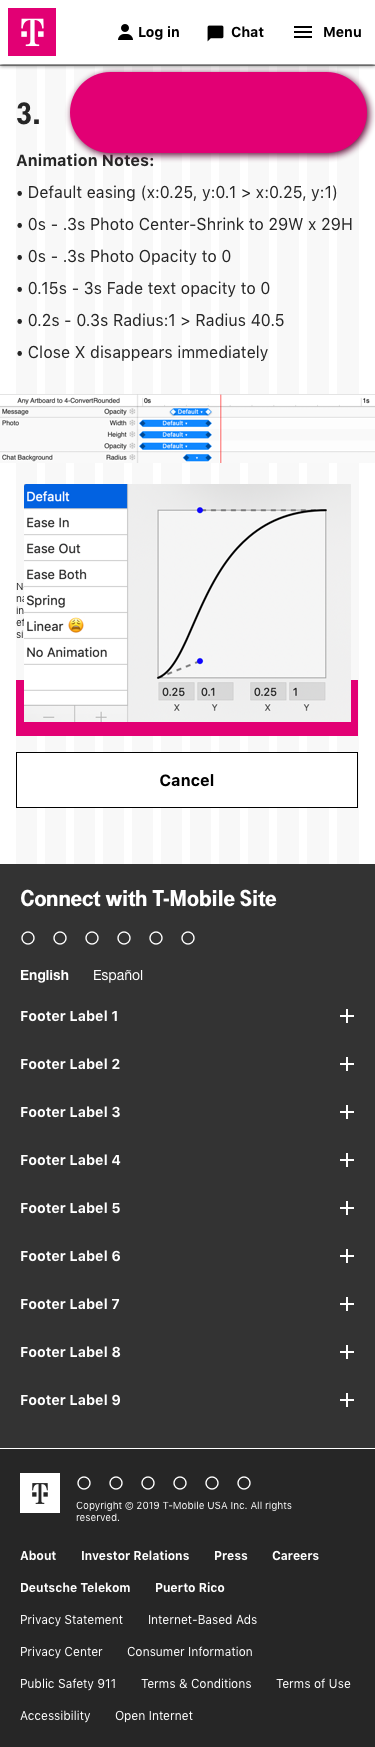 T
Log in
Chat
Menu
3.
Animation Notes:
• Default easing (x:0.25, y:0.1 > x:0.25, y:1)
• 0s - .3s Photo Center-Shrink to 29W x 29H
• 0s - .3s Photo Opacity to 0
• 0.15s - 3s Fade text opacity to 0
• 0.2s - 0.3s Radius:1 > Radius 40.5
• Close X disappears immediately
Any Artboard to 4-ConvertRounded 0s 1s
Message Opacity Default
Photo Width Default
Height Default
Opacity Default
Chat Background Radius
Default
Ease In
Ease Out
Ease Both
Spring
Linear 😩
No Animation
0.25 0.1 0.25 1
X Y X Y
Cancel
Connect with T-Mobile Site
English Español
Footer Label 1
Footer Label 2
Footer Label 3
Footer Label 4
Footer Label 5
Footer Label 6
Footer Label 7
Footer Label 8
Footer Label 9
T
Copyright © 2019 T-Mobile USA Inc. All rights
reserved.
About Investor Relations Press Careers
Deutsche Telekom Puerto Rico
Privacy Statement Internet-Based Ads
Privacy Center Consumer Information
Public Safety 911 Terms & Conditions Terms of Use
Accessibility Open Internet